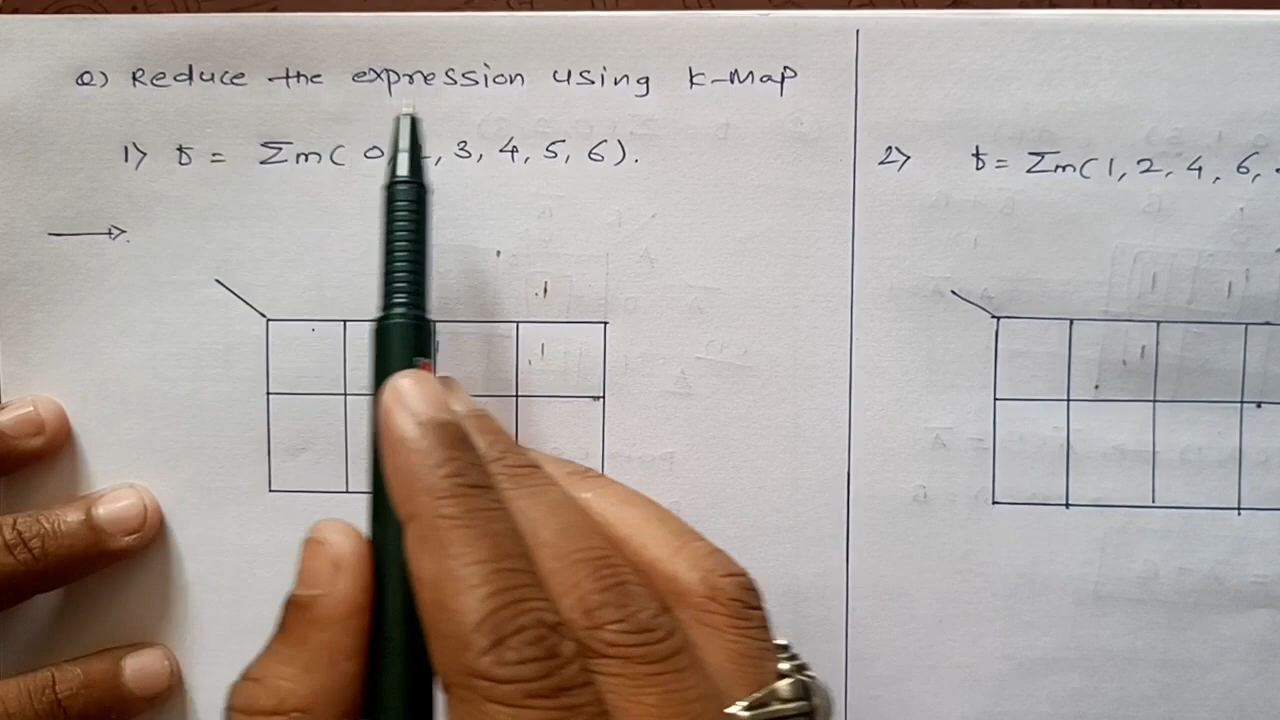 Q) Reduce the expression using K-Map
1) f = Σm( 0, , 3, 4, 5, 6).
2) f = Σm( 1, 2, 4, 6,